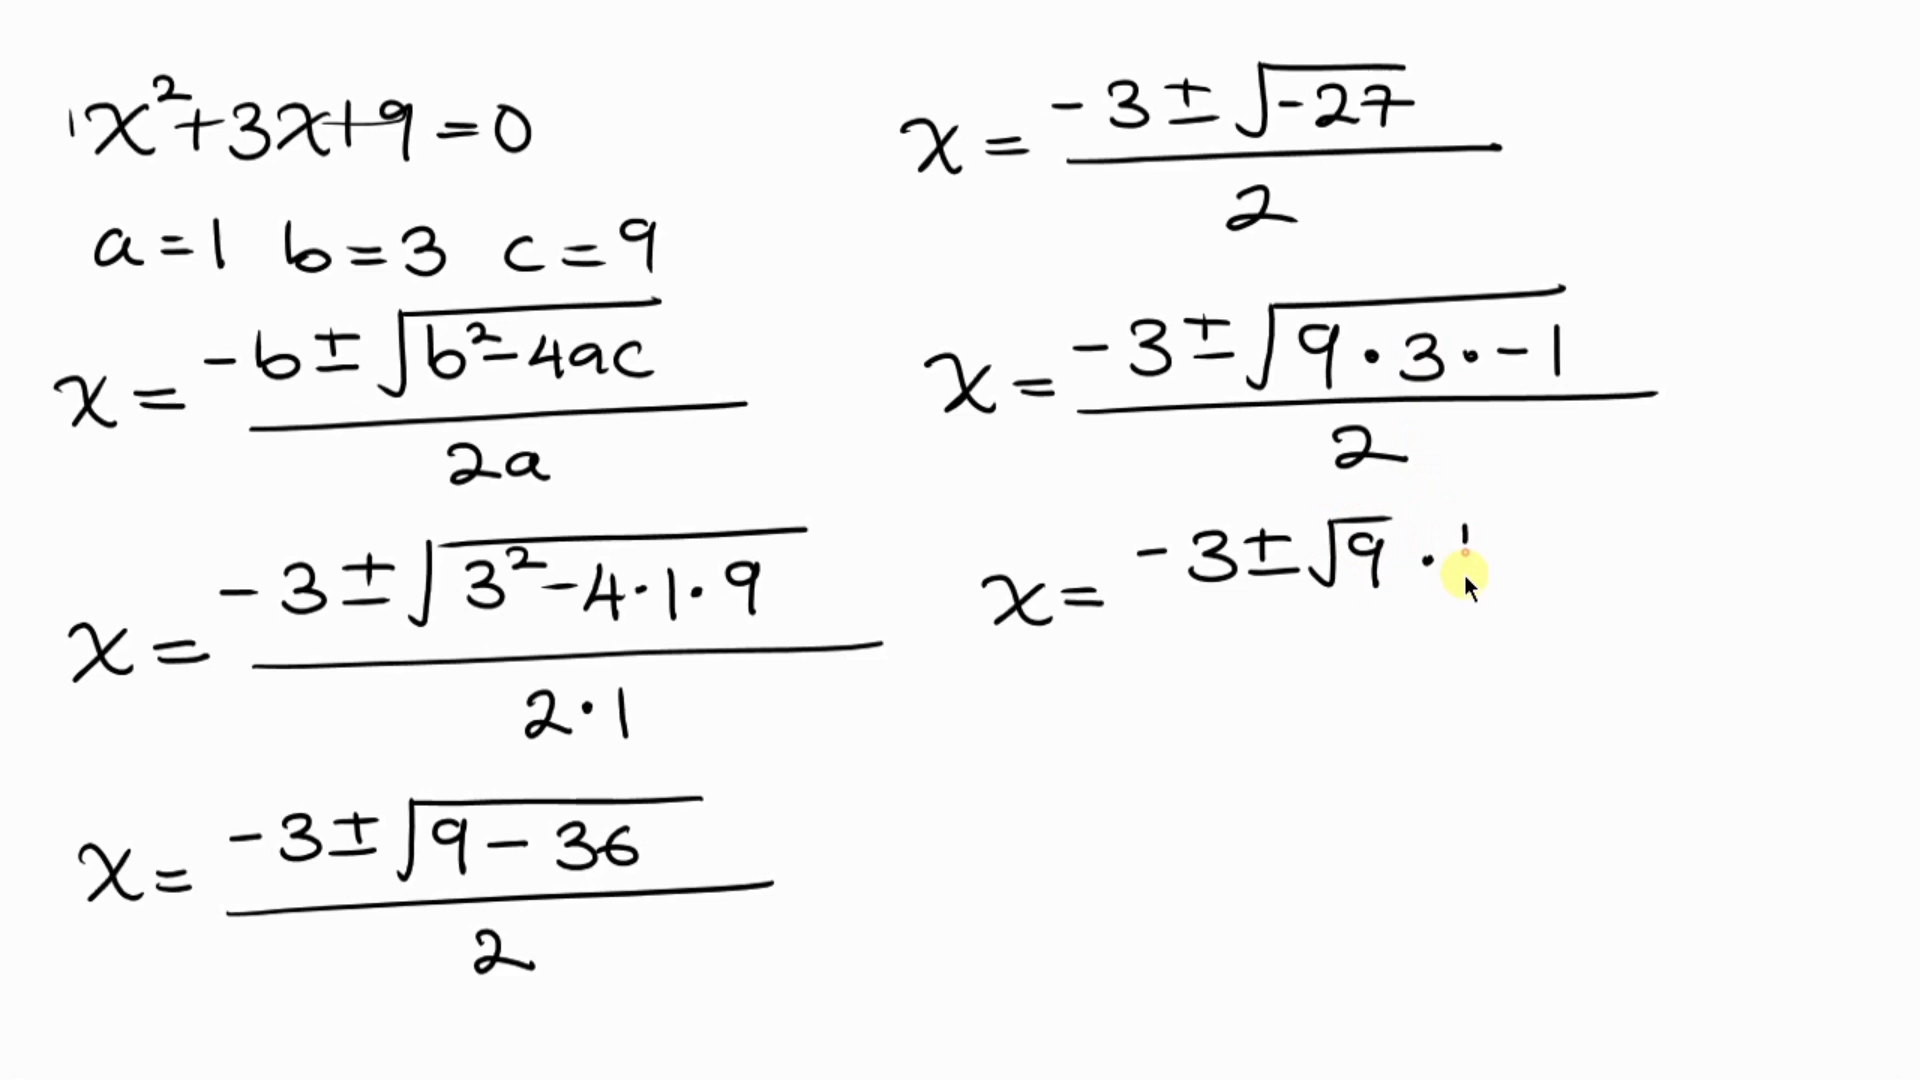 1x²+3x+9=0
a=1 b=3 c=9
x = -b±√b²-4ac
2a
x = -3±√3²-4·1·9
2·1
x = -3±√9-36
2
x = -3±√-27
2
x = -3±√9·3·-1
2
x = -3±√9 ·